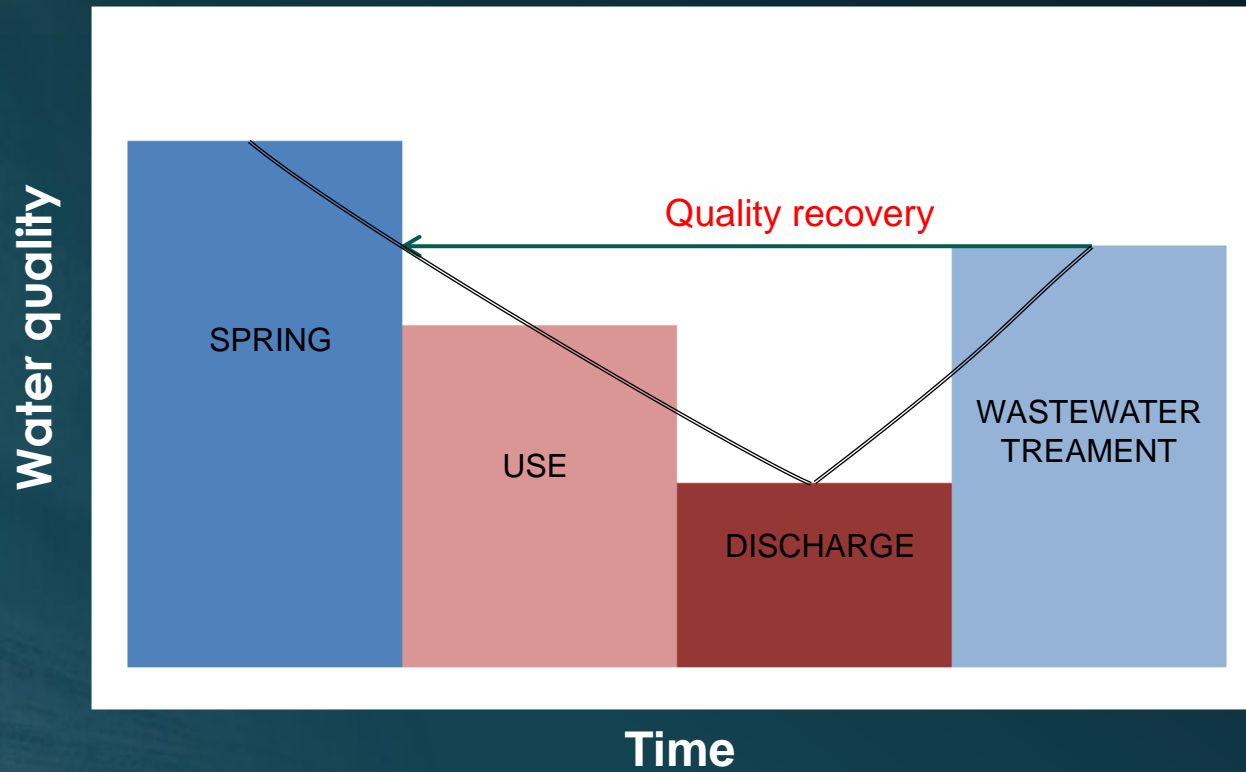 Water quality
Quality recovery
SPRING
USE
DISCHARGE
WASTEWATER
TREAMENT
Time